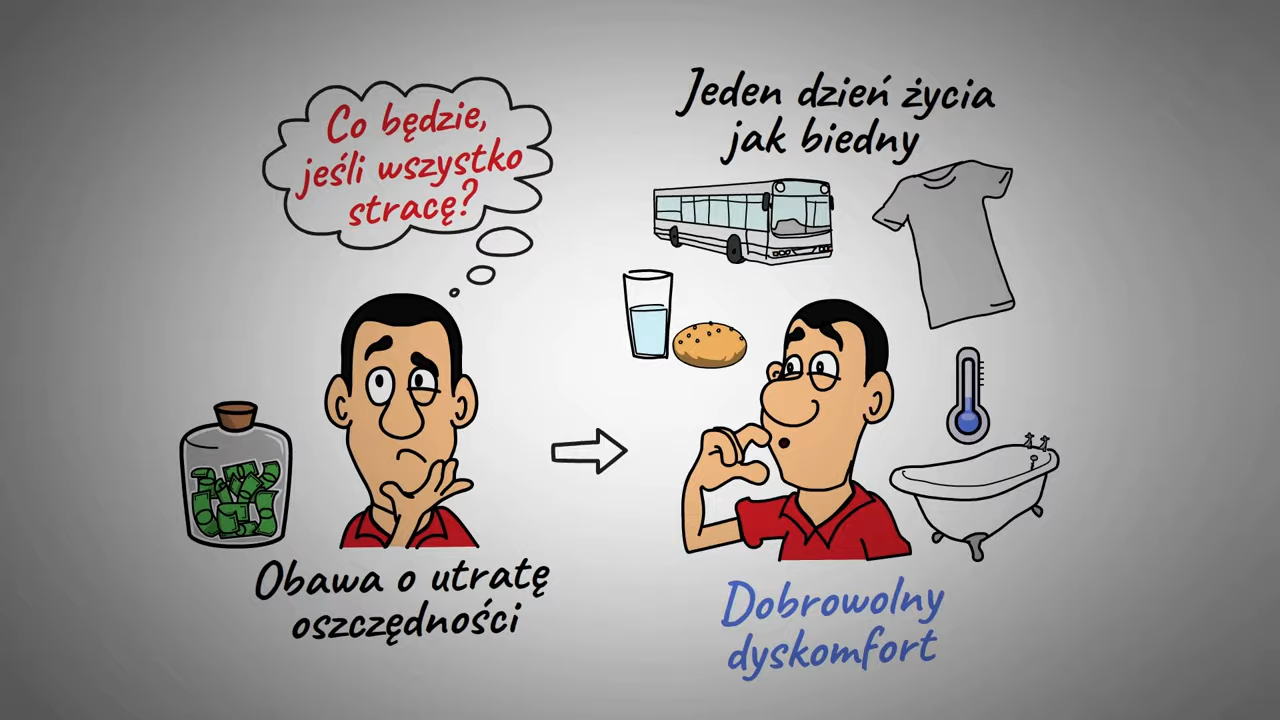 Co będzie,
jeśli wszystko
stracę?
Obawa o utratę
oszczędności
Jeden dzień życia
jak biedny
Dobrowolny
dyskomfort